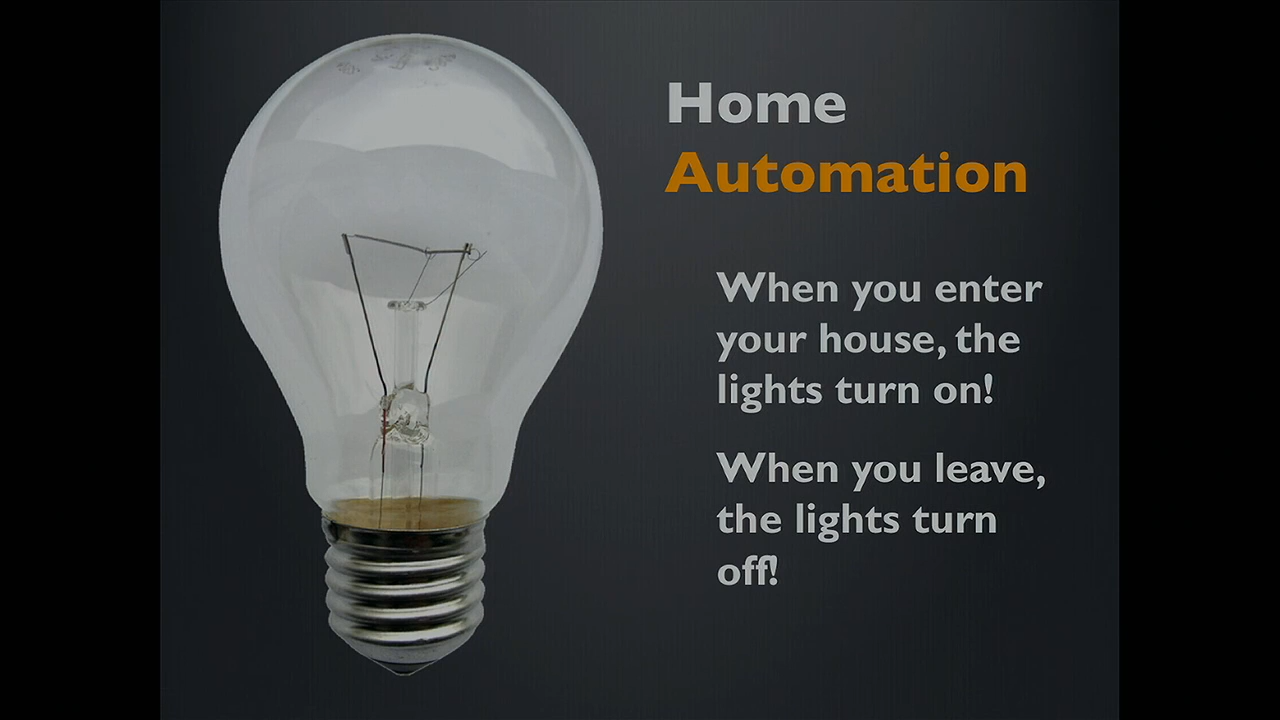 Home
Automation
When you enter
your house, the
lights turn on!
When you leave,
the lights turn
off!